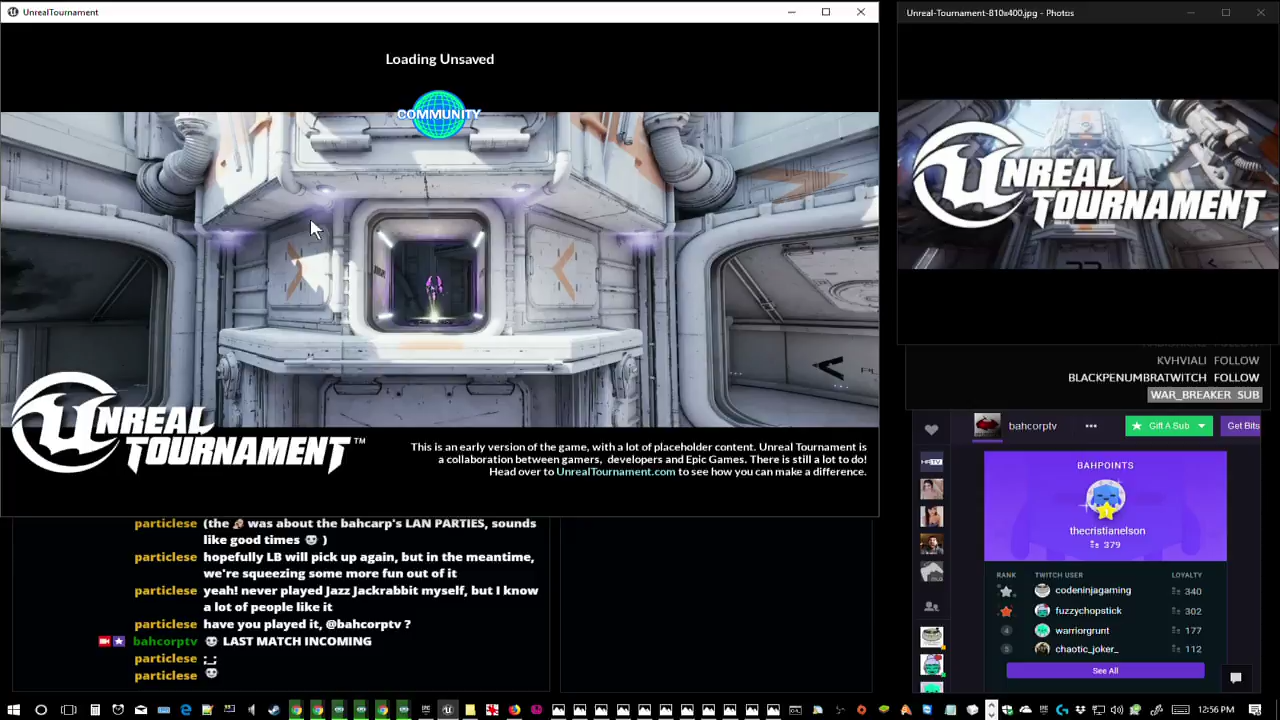 UnrealTournament
Unreal-Tournament-810x400.jpg - Photos
Loading Unsaved
COMMUNITY
UNREAL
TOURNAMENT
UNREAL
TOURNAMENT™
This is an early version of the game, with a lot of placeholder content. Unreal Tournament is
a collaboration between gamers, developers and Epic Games. There is still a lot to do!
Head over to UnrealTournament.com to see how you can make a difference.
KVHVIALI FOLLOW
BLACKPENUMBRATWITCH FOLLOW
WAR_BREAKER SUB
bahcorptv
Gift A Sub
Get Bits
BAHPOINTS
thecristianelson
379
RANK TWITCH USER LOYALTY
codeninjagaming 340
fuzzychopstick 302
4 warriorgrunt 177
5 chaotic_joker_ 112
See All
particlese (the was about the bahcarp's LAN PARTIES, sounds
like good times )
particlese hopefully LB will pick up again, but in the meantime,
we're squeezing some more fun out of it
particlese yeah! never played Jazz Jackrabbit myself, but I know
a lot of people like it
particlese have you played it, @bahcorptv ?
bahcorptv LAST MATCH INCOMING
particlese ;_;
particlese
12:56 PM